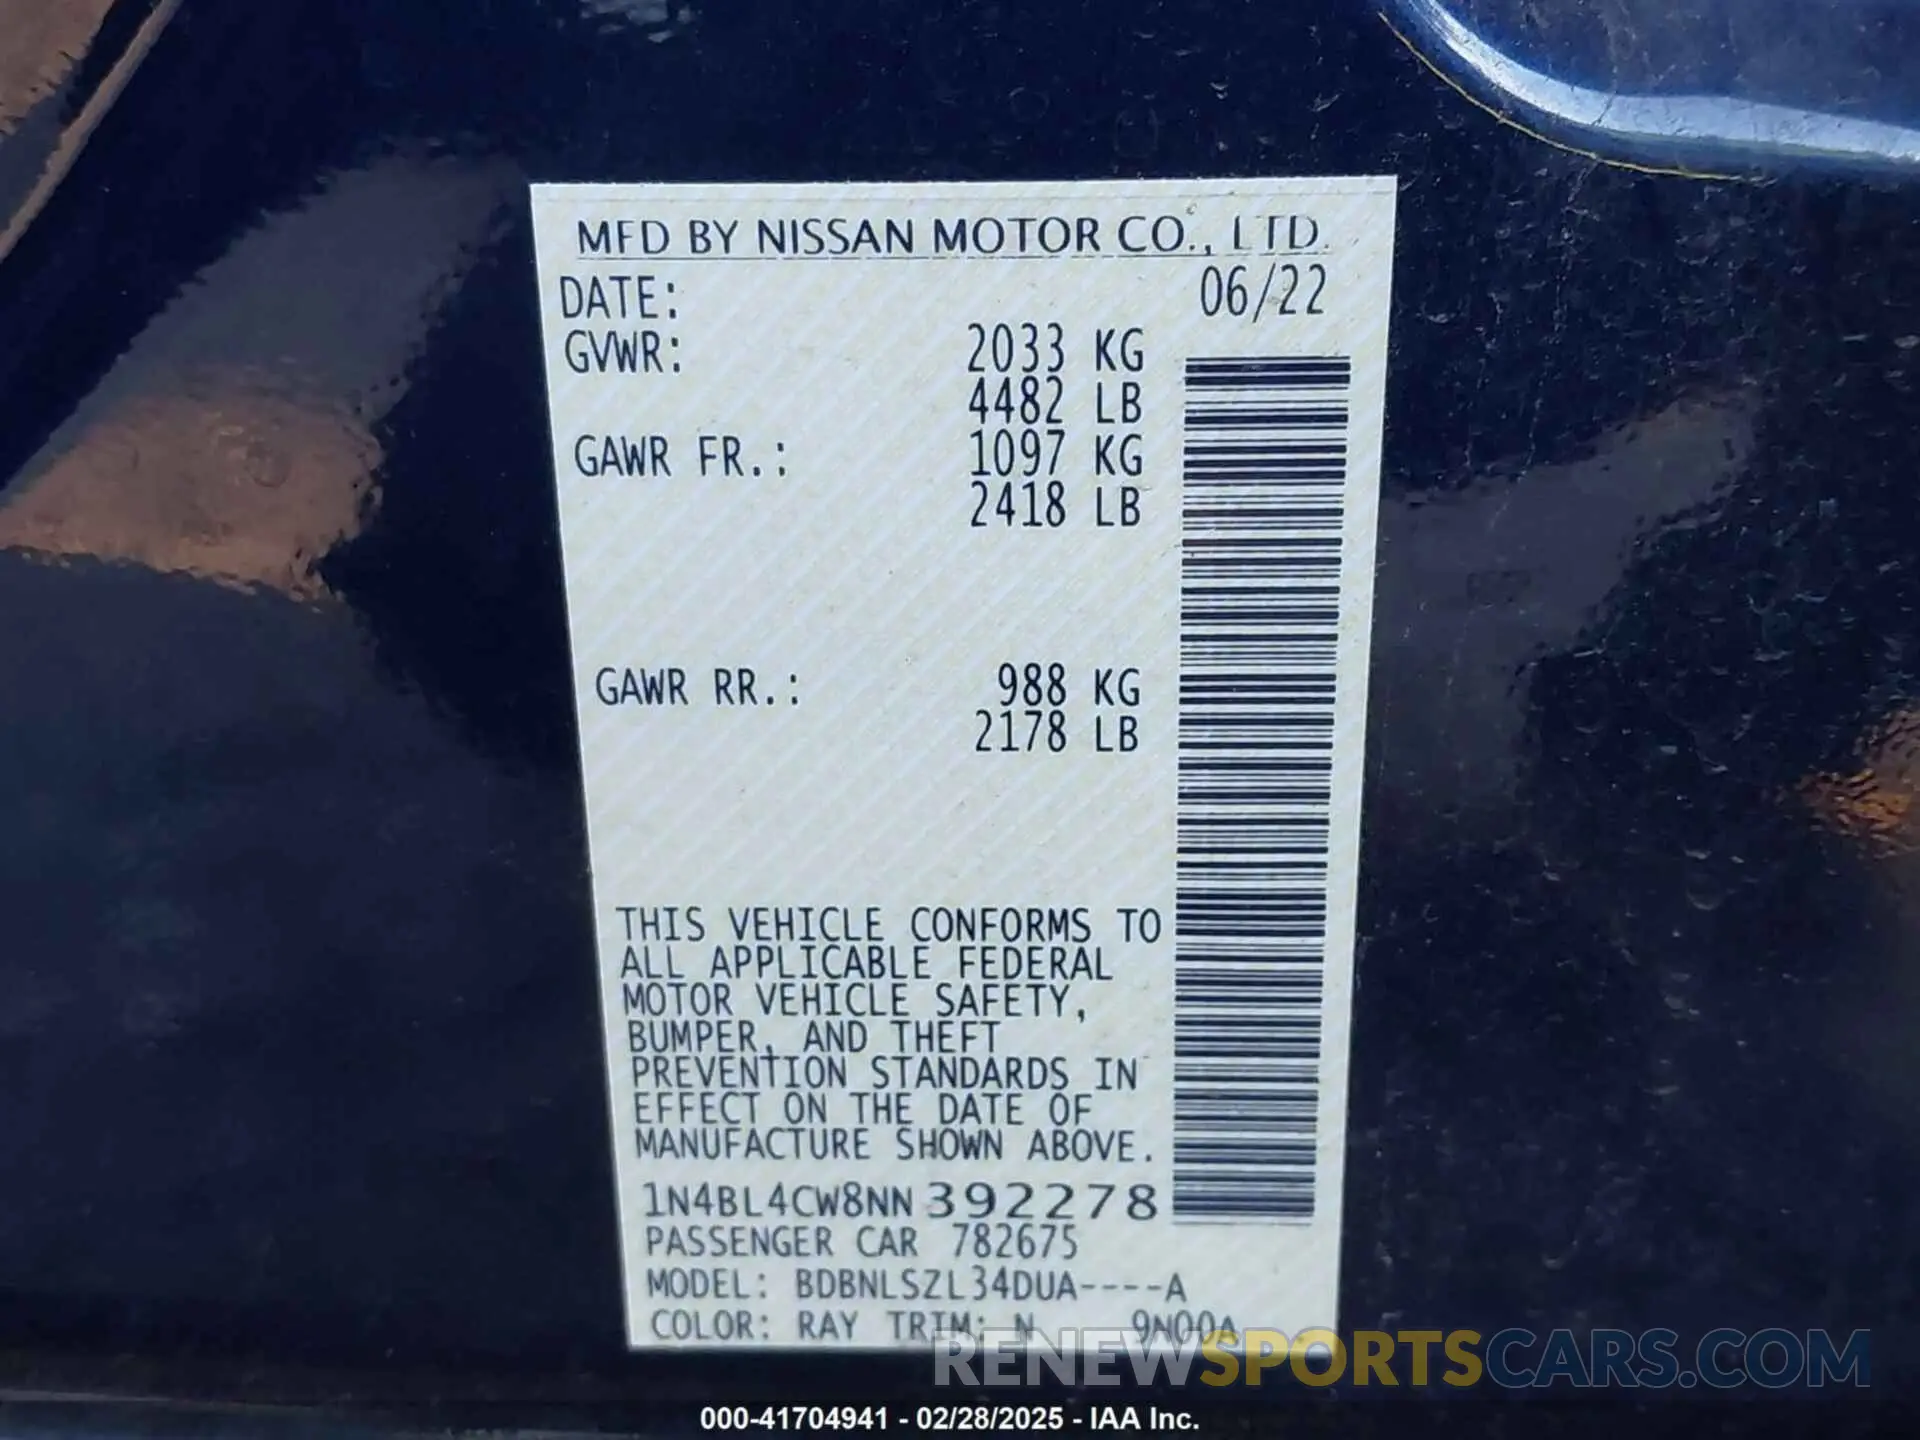 MFD BY NISSAN MOTOR CO., LTD.
DATE: 06/22
GVWR: 2033 KG
4482 LB
GAWR FR.: 1097 KG
2418 LB
GAWR RR.: 988 KG
2178 LB
THIS VEHICLE CONFORMS TO
ALL APPLICABLE FEDERAL
MOTOR VEHICLE SAFETY,
BUMPER, AND THEFT
PREVENTION STANDARDS IN
EFFECT ON THE DATE OF
MANUFACTURE SHOWN ABOVE.
1N4BL4CW8NN392278
PASSENGER CAR 782675
MODEL: BDBNLSZL34DUA----A
COLOR: RAY TRIM: N 9N00A
RENEWSPORTSCARS.COM
000-41704941 - 02/28/2025 - IAA Inc.